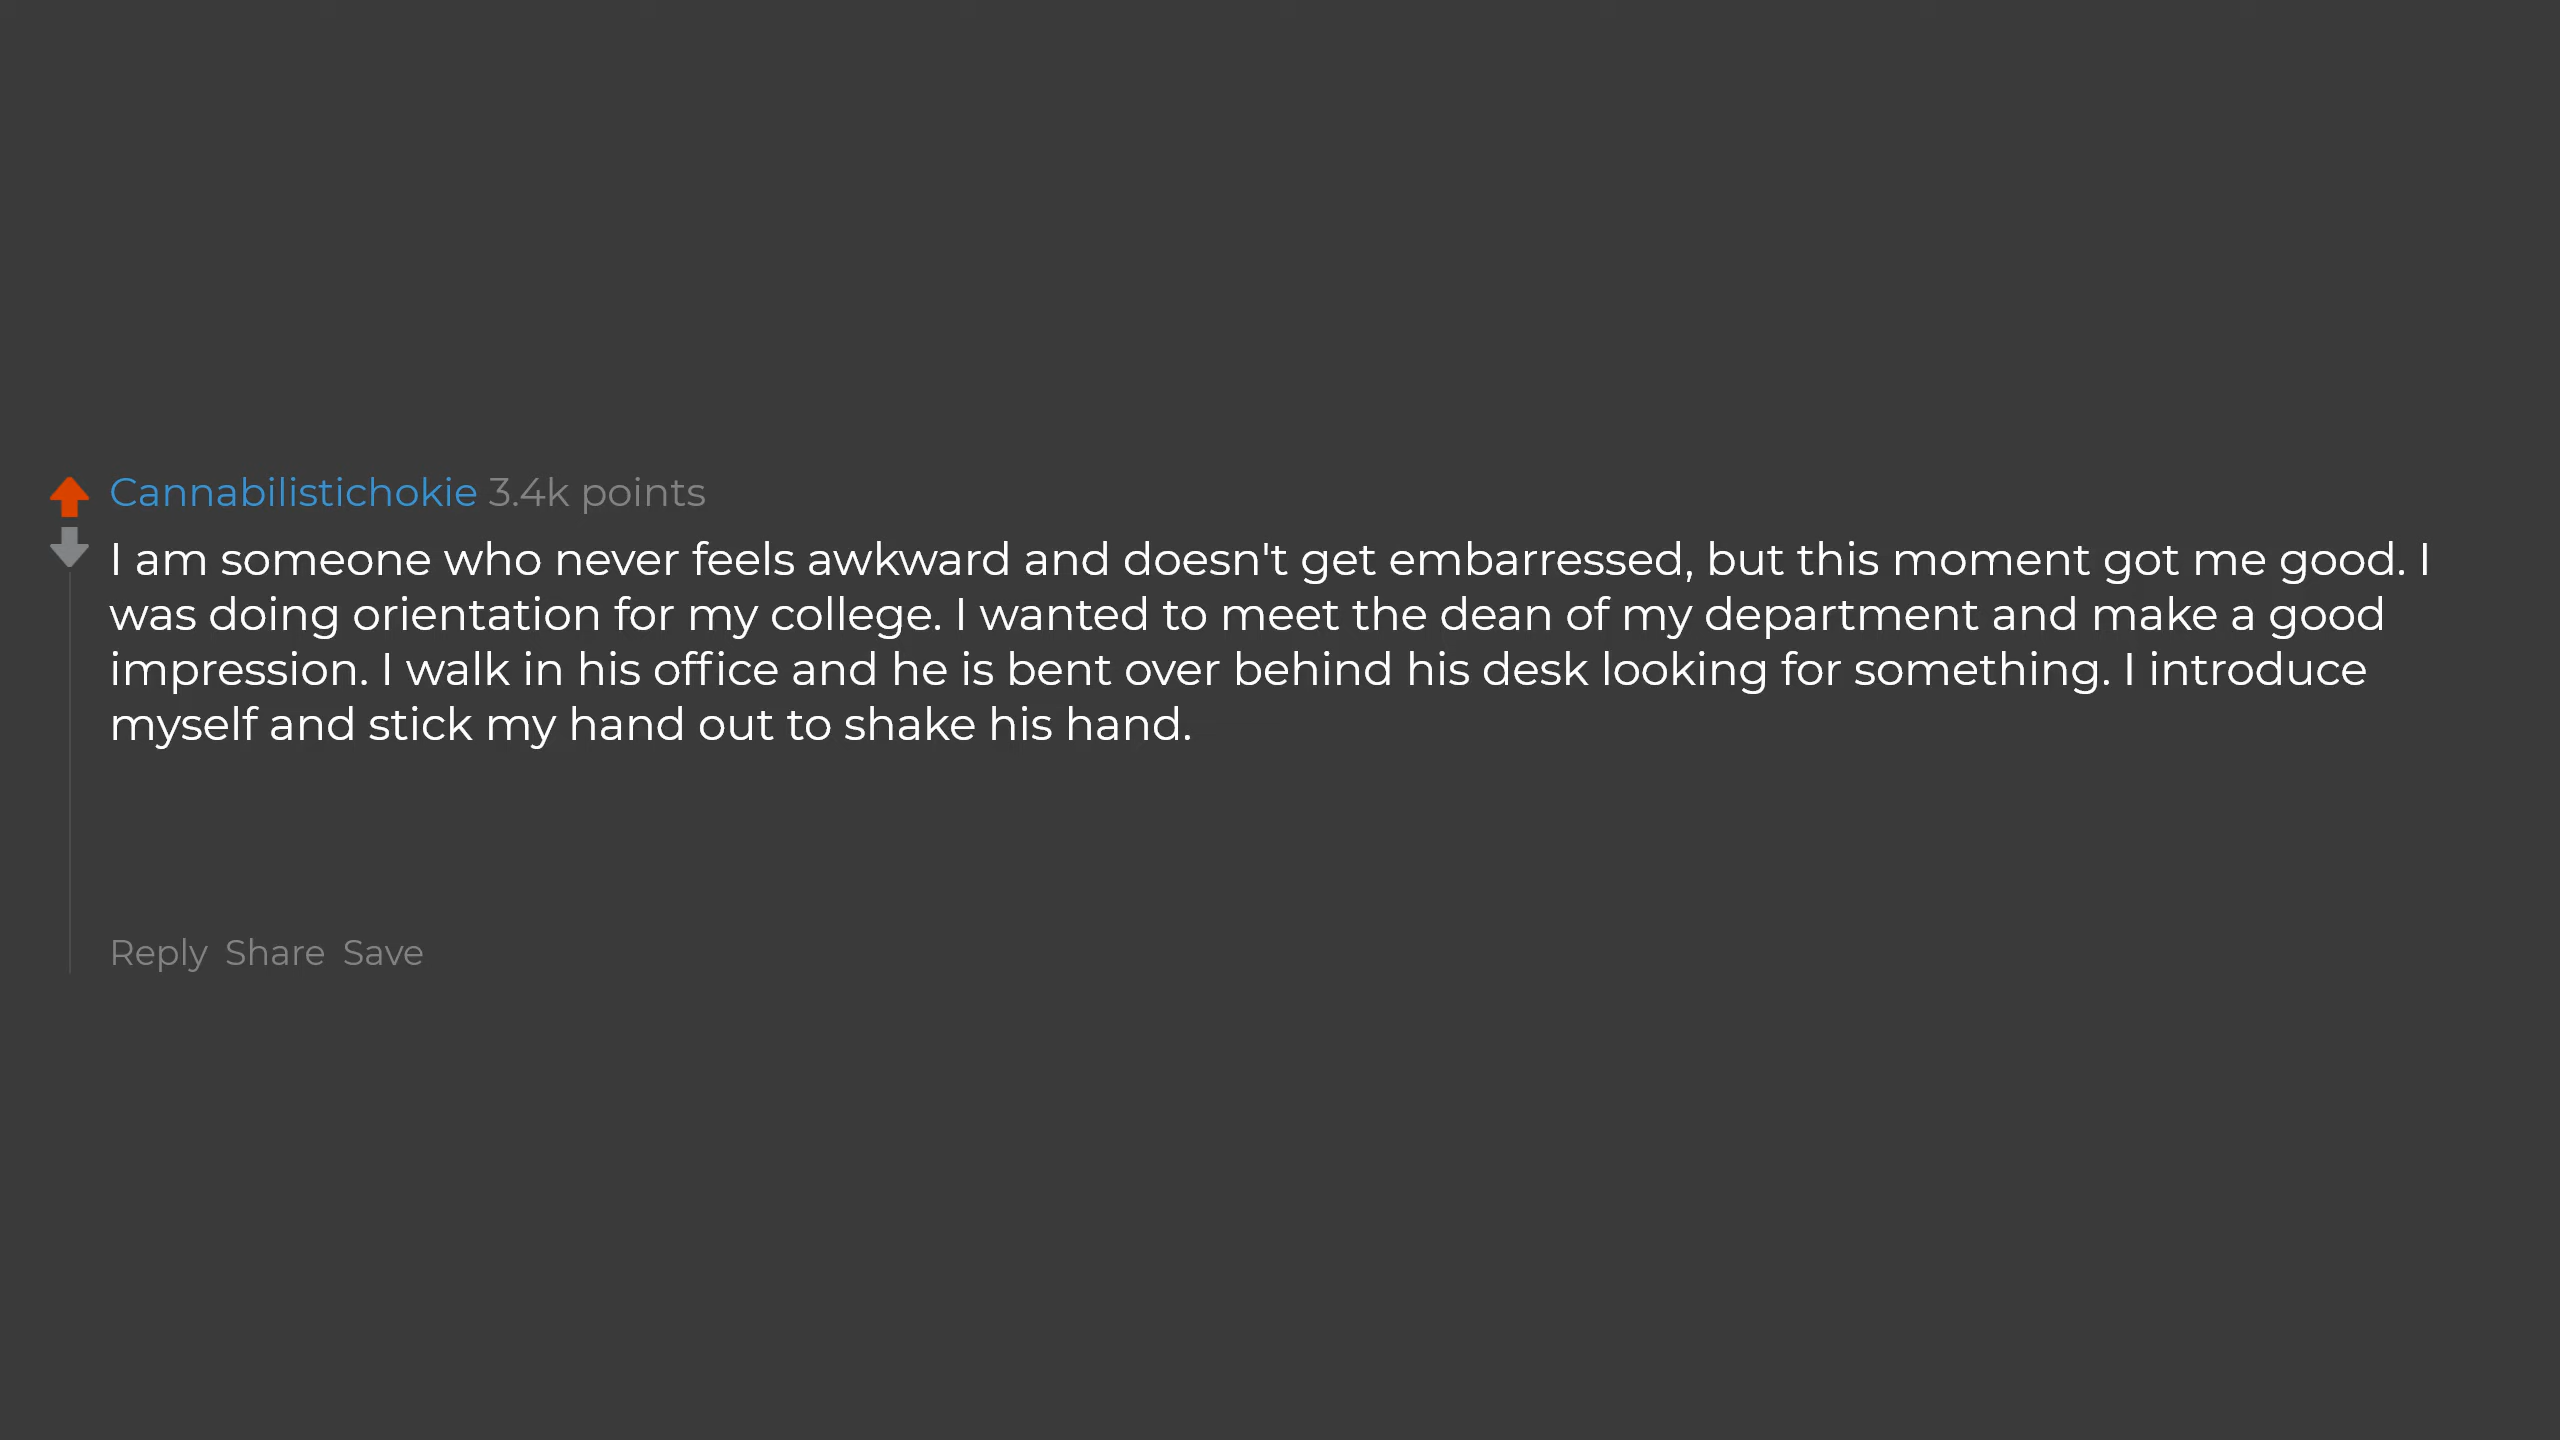 Cannabilistichokie 3.4k points
I am someone who never feels awkward and doesn't get embarressed, but this moment got me good. I
was doing orientation for my college. I wanted to meet the dean of my department and make a good
impression. I walk in his office and he is bent over behind his desk looking for something. I introduce
myself and stick my hand out to shake his hand.
Reply Share Save